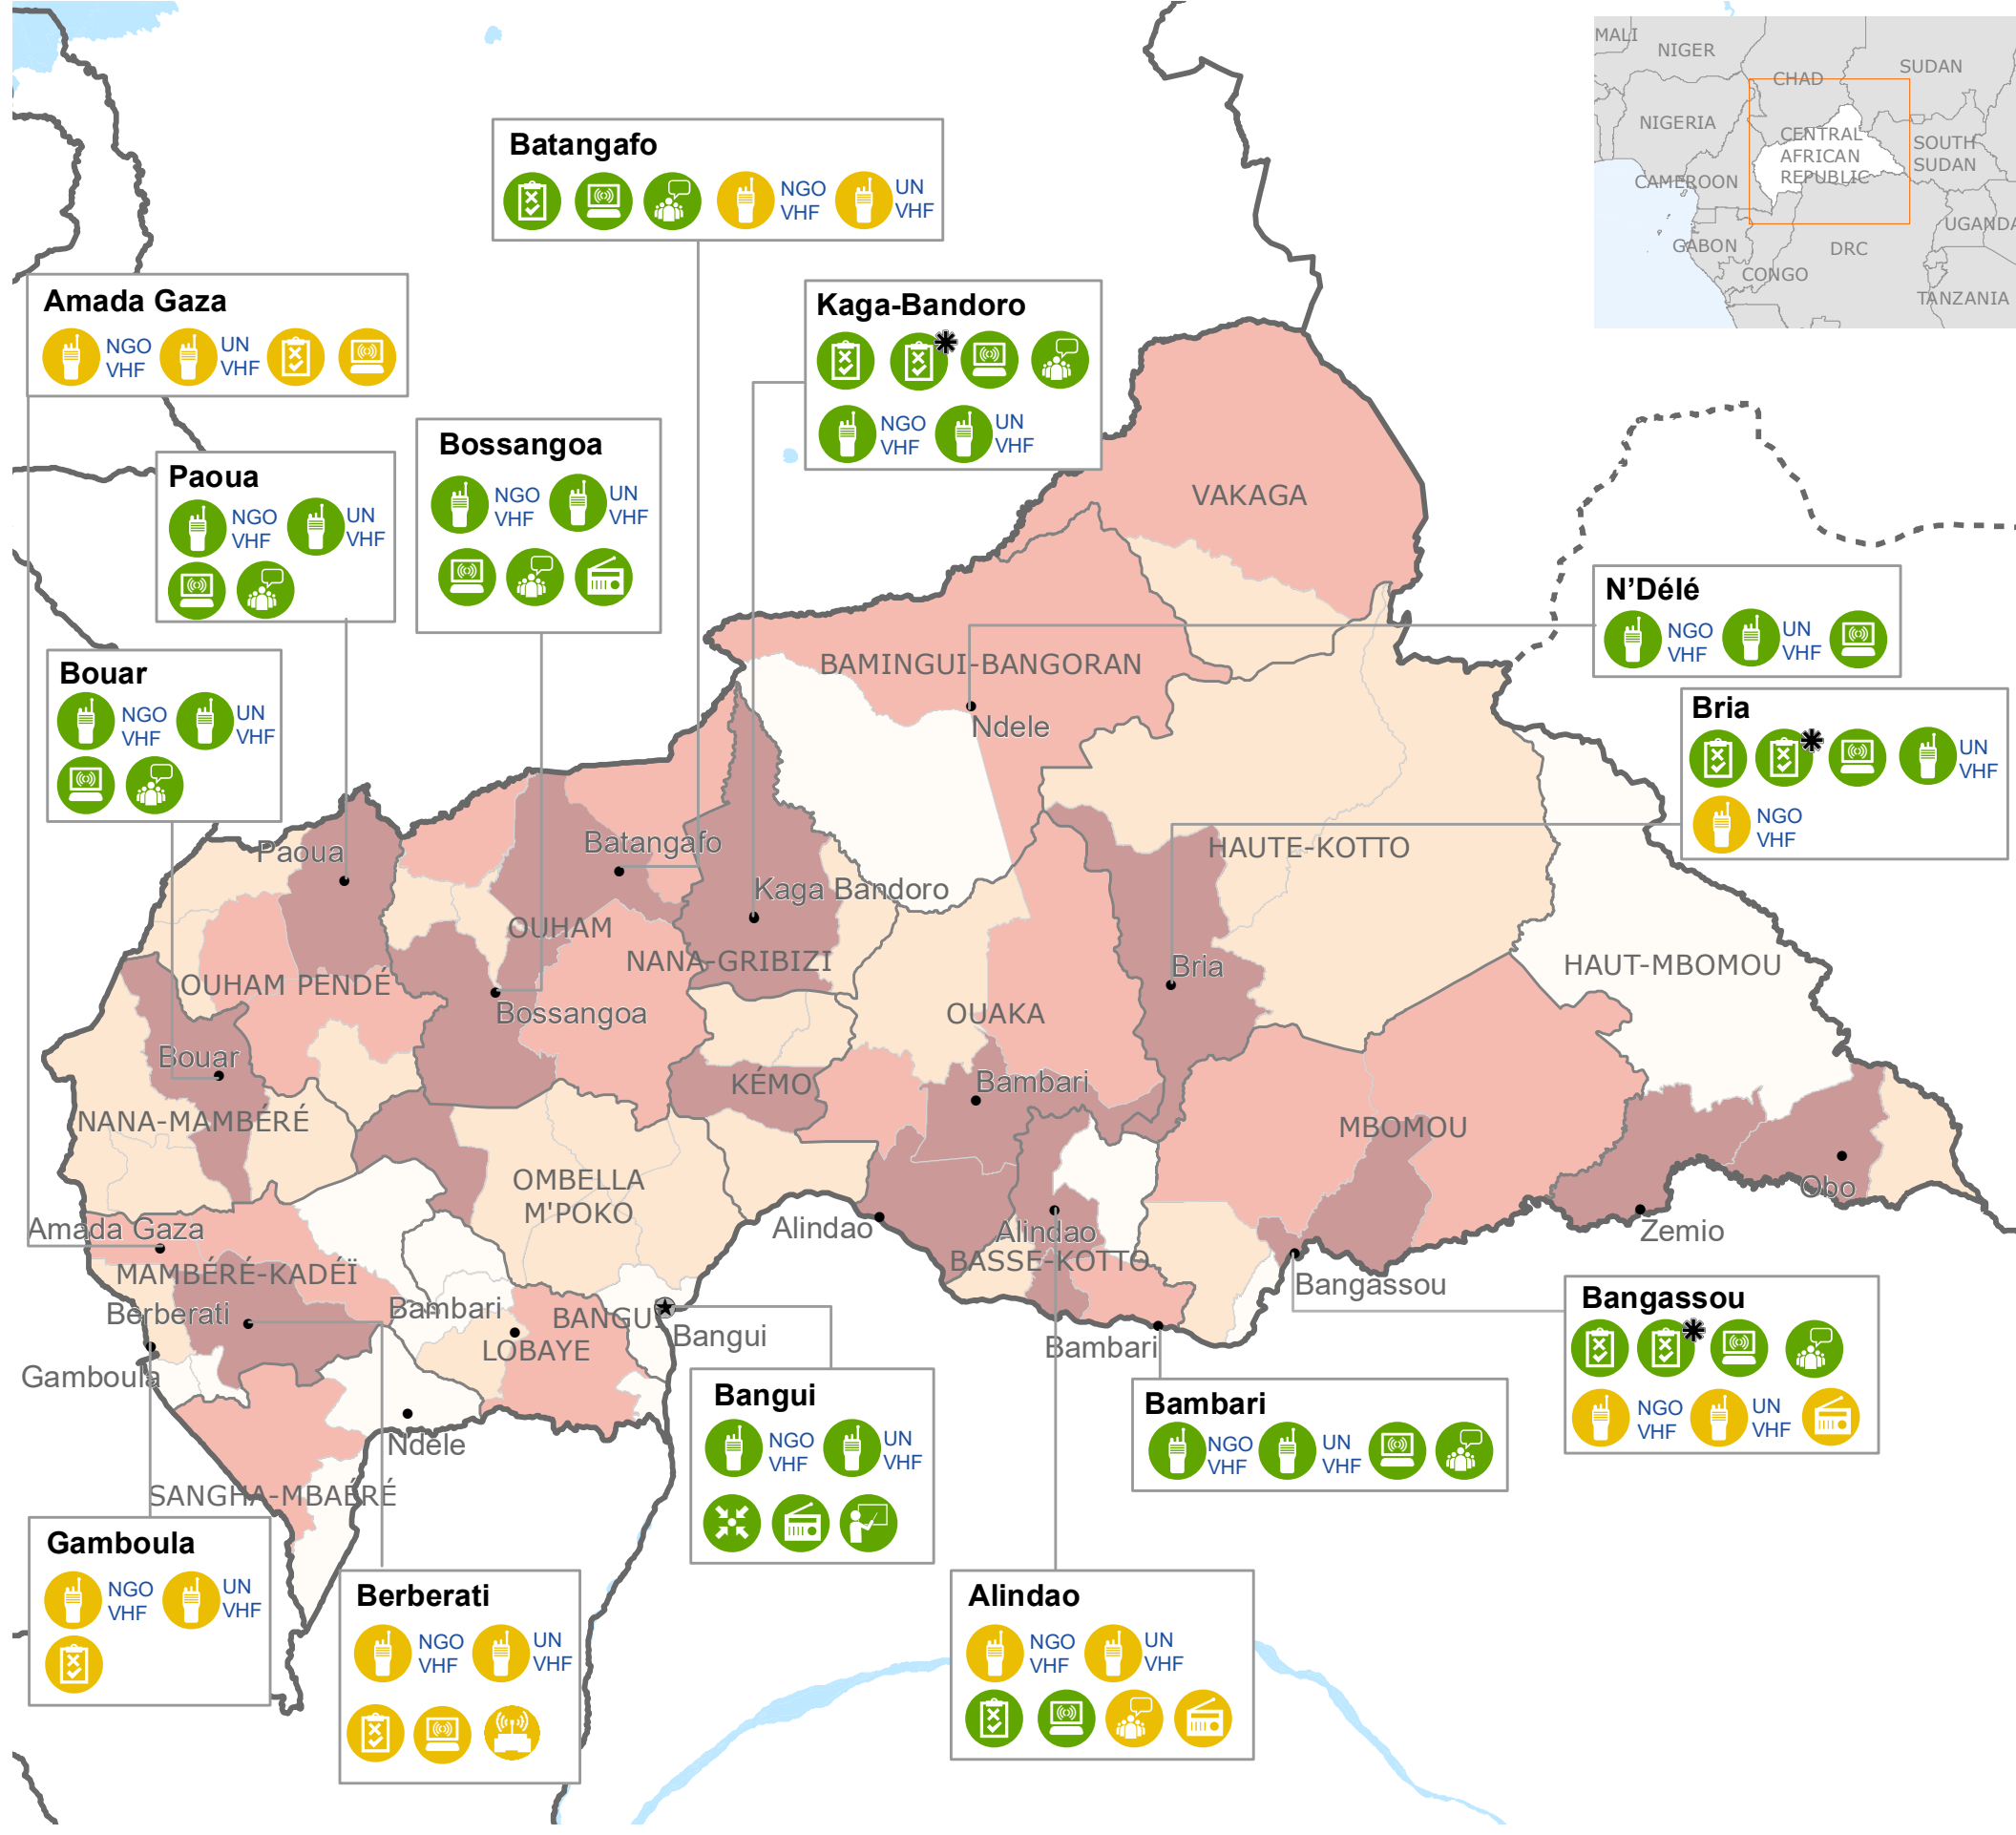 MALI
NIGER
CHAD
SUDAN
NIGERIA
CENTRAL
AFRICAN
REPUBLIC
SOUTH
SUDAN
CAMEROON
UGANDA
GABON
DRC
CONGO
TANZANIA
Batangafo
NGO
VHF
UN
VHF
Amada Gaza
NGO
VHF
UN
VHF
Kaga-Bandoro
NGO
VHF
UN
VHF
Bossangoa
NGO
VHF
UN
VHF
Paoua
NGO
VHF
UN
VHF
Bouar
NGO
VHF
UN
VHF
N'Délé
NGO
VHF
UN
VHF
Bria
UN
VHF
NGO
VHF
VAKAGA
BAMINGUI-BANGORAN
Ndele
HAUTE-KOTTO
Paoua
Batangafo
Kaga Bandoro
OUHAM
NANA-GRIBIZI
OUHAM PENDÉ
Bossangoa
Bria
HAUT-MBOMOU
OUAKA
Bouar
KÉMO
Bambari
NANA-MAMBÉRÉ
MBOMOU
OMBELLA
M'POKO
Obo
Amada Gaza
Alindao
Alindao
Zemio
BASSE-KOTTO
MAMBÉRÉ-KADÉÏ
Bangassou
Berberati
Bambari
BANGUI
Bangui
LOBAYE
Bambari
Gamboula
Ndele
SANGHA-MBAÉRÉ
Bangassou
NGO
VHF
UN
VHF
Bangui
NGO
VHF
UN
VHF
Bambari
NGO
VHF
UN
VHF
Gamboula
NGO
VHF
UN
VHF
Berberati
NGO
VHF
UN
VHF
Alindao
NGO
VHF
UN
VHF